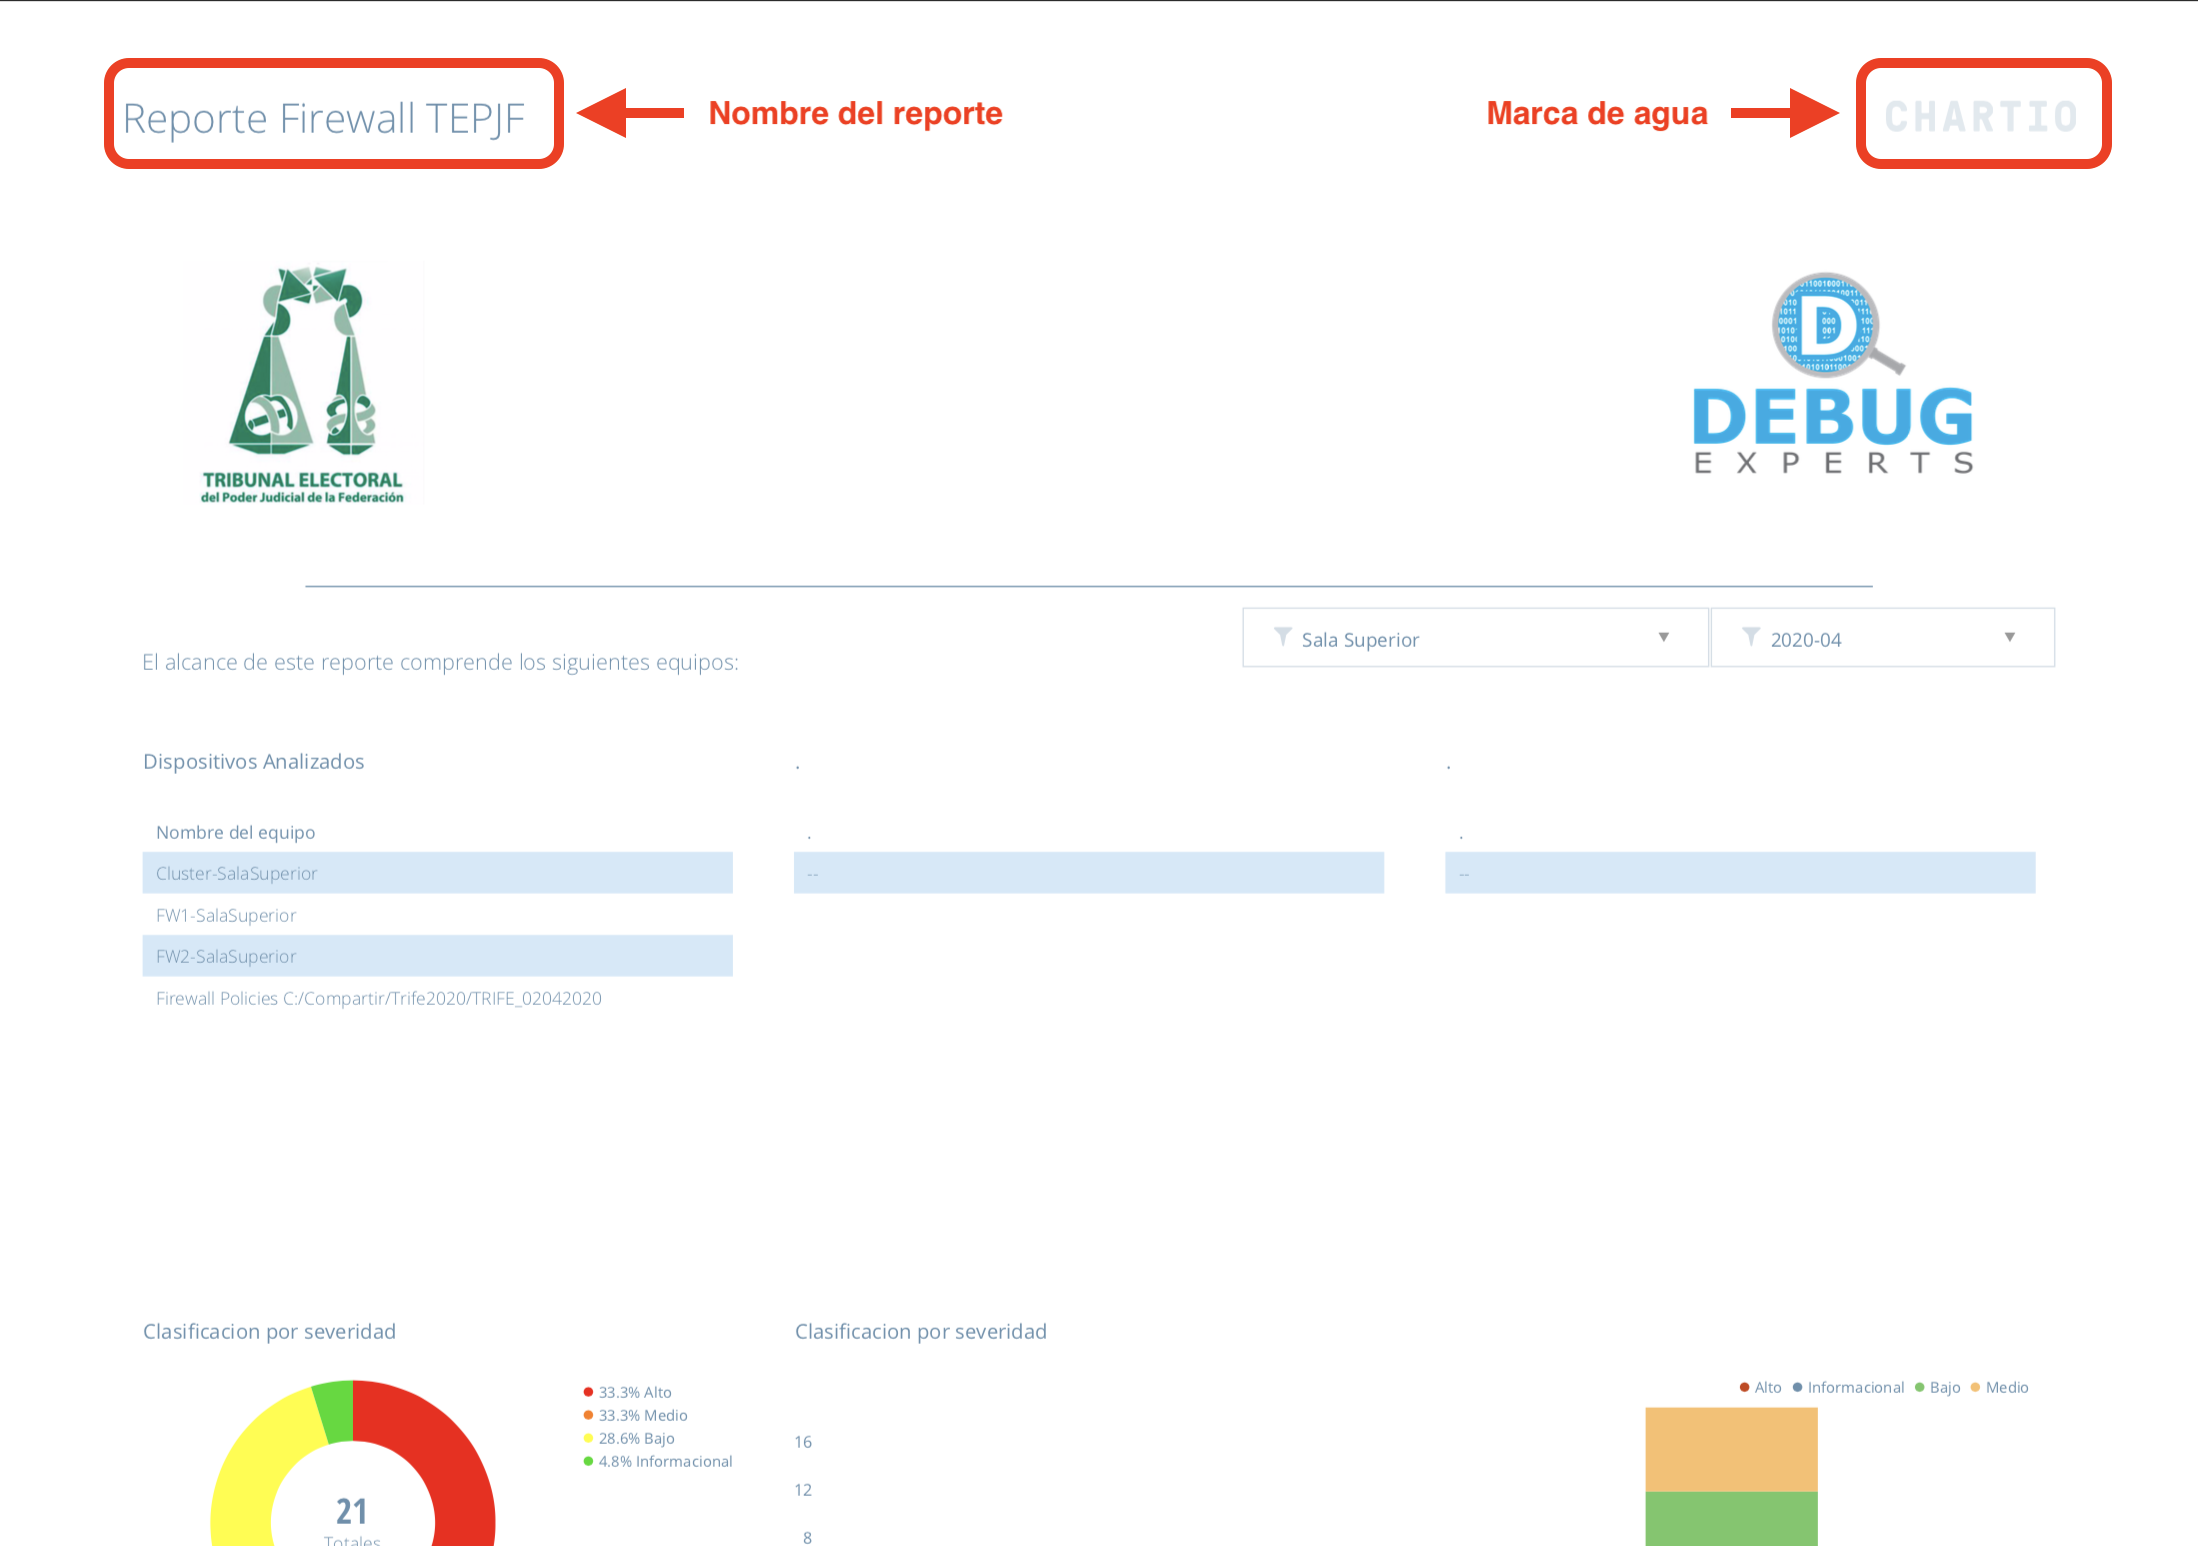 Reporte Firewall TEPJF
Nombre del reporte
Marca de agua
CHARTIO
TRIBUNAL ELECTORAL
del Poder Judicial de la Federación
D
DEBUG
EXPERTS
Sala Superior
2020-04
El alcance de este reporte comprende los siguientes equipos:
Dispositivos Analizados
.
.
Nombre del equipo
.
.
Cluster-SalaSuperior
--
--
FW1-SalaSuperior
FW2-SalaSuperior
Firewall Policies C:/Compartir/Trife2020/TRIFE_02042020
Clasificacion por severidad
33.3% Alto
33.3% Medio
28.6% Bajo
4.8% Informacional
21
Totales
Clasificacion por severidad
Alto Informacional Bajo Medio
16
12
8